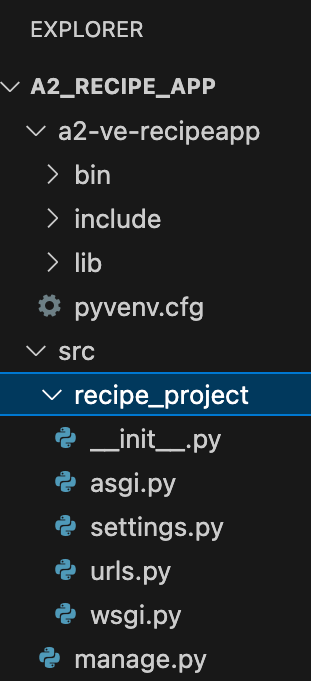 EXPLORER
A2_RECIPE_APP
a2-ve-recipeapp
bin
include
lib
pyvenv.cfg
src
recipe_project
__init__.py
asgi.py
settings.py
urls.py
wsgi.py
manage.py